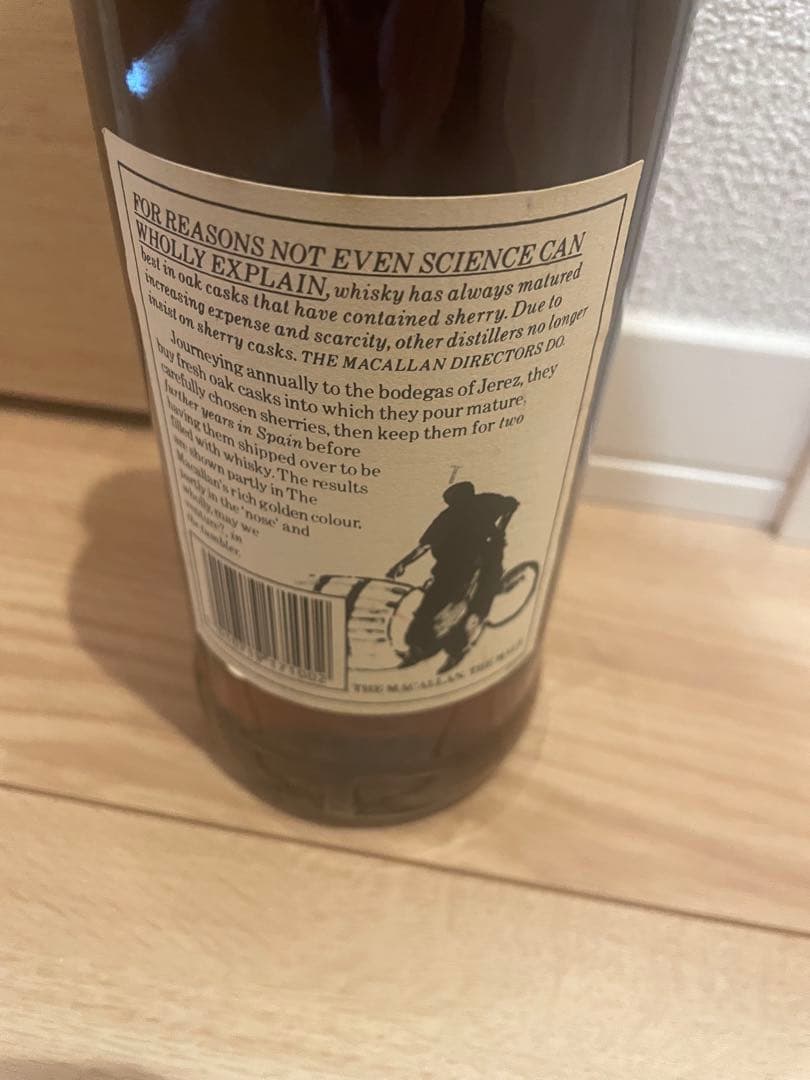 FOR REASONS NOT EVEN SCIENCE CAN
WHOLLY EXPLAIN, whisky has always matured
best in oak casks that have contained sherry. Due to
increasing expense and scarcity, other distillers no longer
insist on sherry casks. THE MACALLAN DIRECTORS DO.
Journeying annually to the bodegas of Jerez, they
buy fresh oak casks into which they pour mature,
carefully chosen sherries, then keep them for two
further years in Spain before
having them shipped over to be
filled with whisky. The results
are shown partly in The
Macallan's rich golden colour,
partly in the 'nose' and
wholly, may we
venture?, in
the tumbler.
THE MACALLAN. THE MALT.